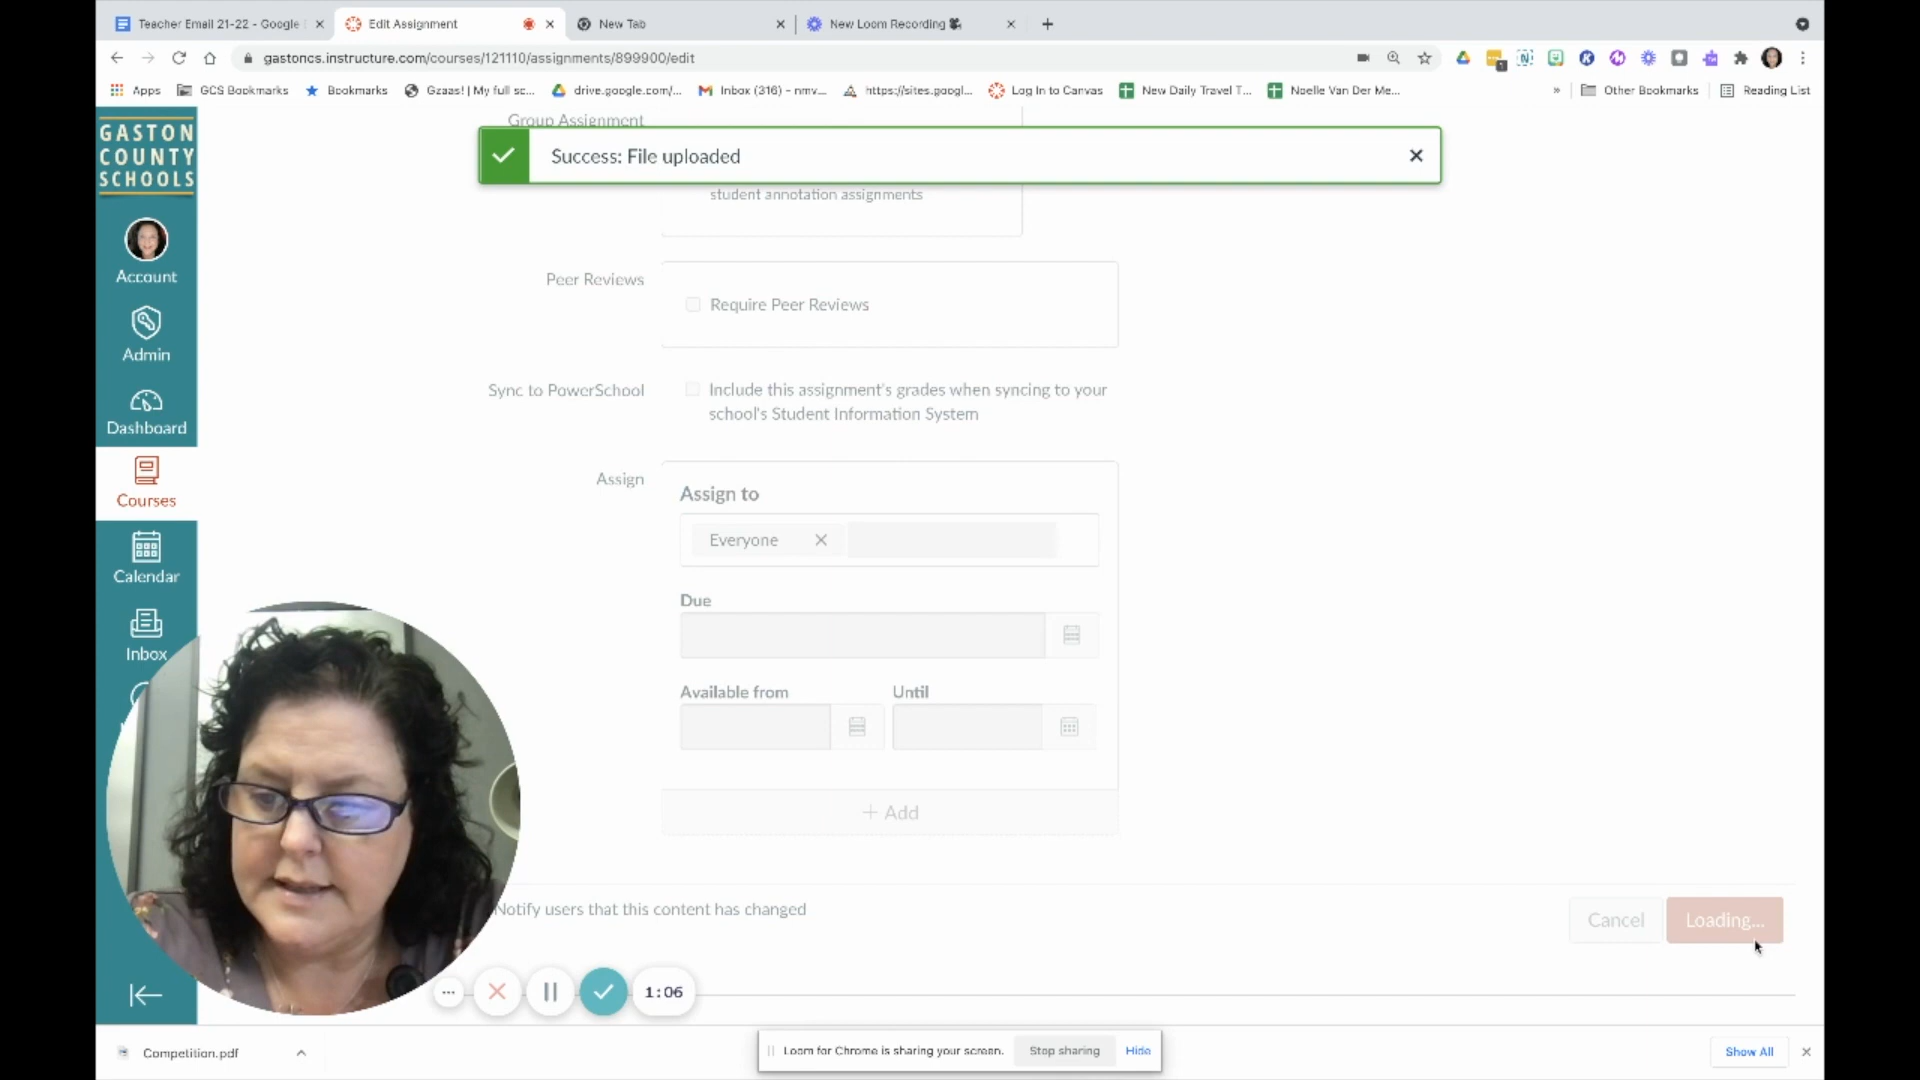 Teacher Email 21-22 - Google
Edit Assignment
New Tab
New Loom Recording
gastoncs.instructure.com/courses/121110/assignments/899900/edit
Apps
GCS Bookmarks
Bookmarks
Gzaas! | My full sc...
drive.google.com/...
Inbox (316) - nmv...
https://sites.googl...
Log In to Canvas
New Daily Travel T...
Noelle Van Der Me...
»
Other Bookmarks
Reading List
GASTON
COUNTY
SCHOOLS
Account
Admin
Dashboard
Courses
Calendar
Inbox
Group Assignment
Success: File uploaded
student annotation assignments
Peer Reviews
Require Peer Reviews
Sync to PowerSchool
Include this assignment's grades when syncing to your
school's Student Information System
Assign
Assign to
Everyone
Due
Available from
Until
+ Add
Notify users that this content has changed
Cancel
Loading...
1:06
Competition.pdf
Loom for Chrome is sharing your screen.
Stop sharing
Hide
Show All